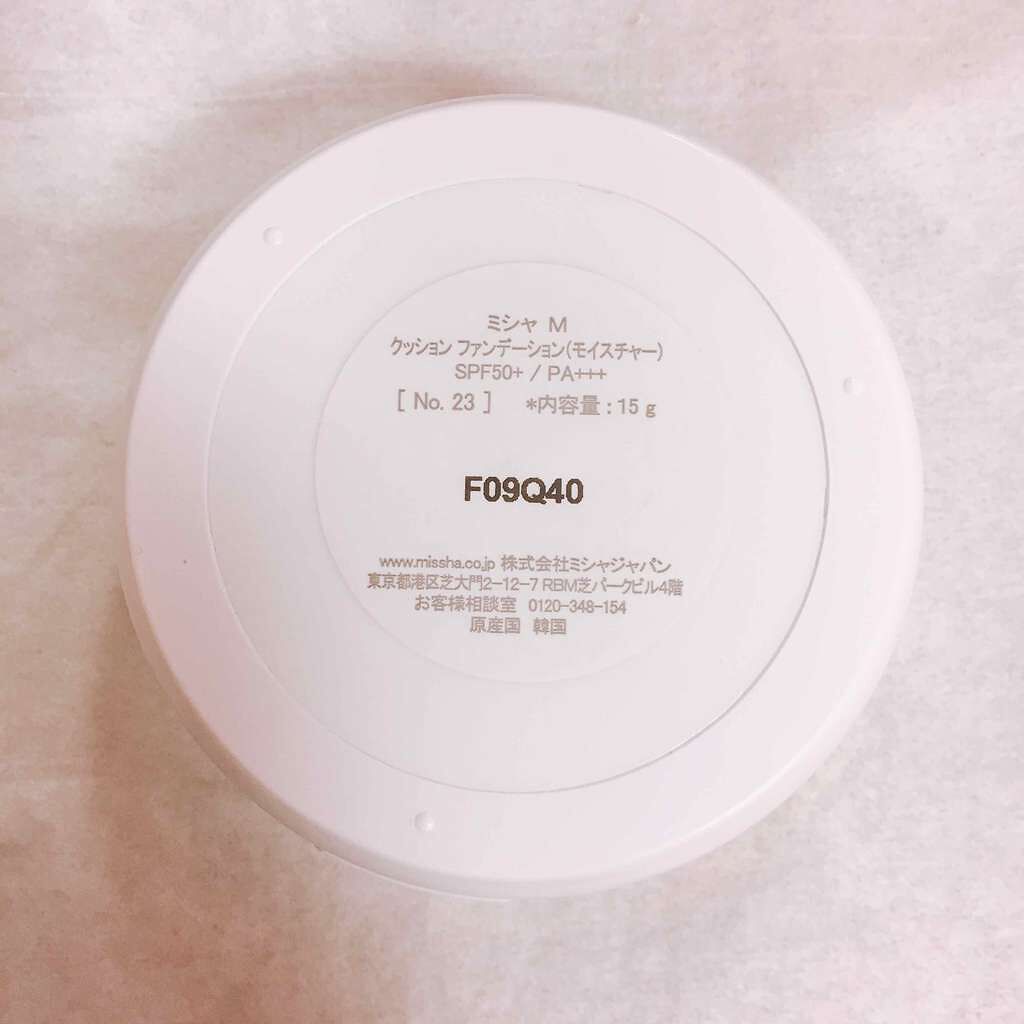 ミシャ M
クッション ファンデーション(モイスチャー)
SPF50+ / PA+++
[ No. 23 ] *内容量 : 15 g
F09Q40
www.missha.co.jp 株式会社ミシャジャパン
東京都港区芝大門2-12-7 RBM芝パークビル4階
お客様相談室 0120-348-154
原産国 韓国